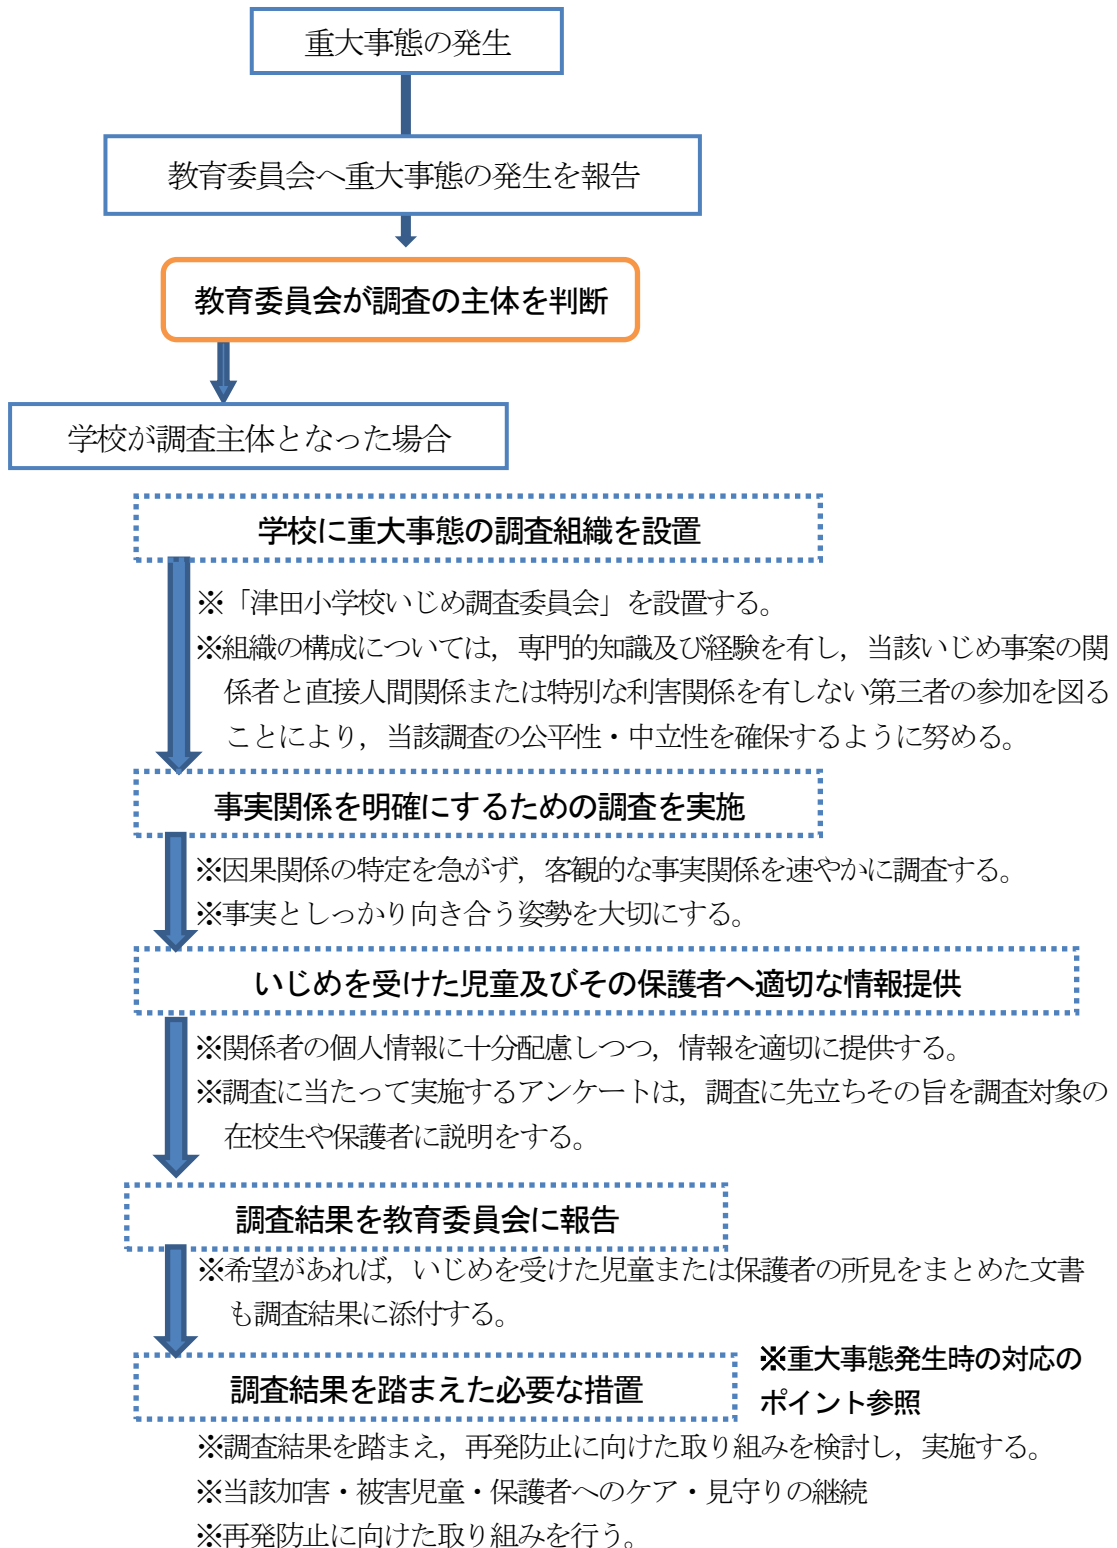 重大事態の発生
教育委員会へ重大事態の発生を報告
教育委員会が調査の主体を判断
学校が調査主体となった場合
学校に重大事態の調査組織を設置
※「津田小学校いじめ調査委員会」を設置する。
※組織の構成については，専門的知識及び経験を有し，当該いじめ事案の関
係者と直接人間関係または特別な利害関係を有しない第三者の参加を図る
ことにより，当該調査の公平性・中立性を確保するように努める。
事実関係を明確にするための調査を実施
※因果関係の特定を急がず，客観的な事実関係を速やかに調査する。
※事実としっかり向き合う姿勢を大切にする。
いじめを受けた児童及びその保護者へ適切な情報提供
※関係者の個人情報に十分配慮しつつ，情報を適切に提供する。
※調査に当たって実施するアンケートは，調査に先立ちその旨を調査対象の
在校生や保護者に説明をする。
調査結果を教育委員会に報告
※希望があれば，いじめを受けた児童または保護者の所見をまとめた文書
も調査結果に添付する。
※重大事態発生時の対応の
ポイント参照
調査結果を踏まえた必要な措置
※調査結果を踏まえ，再発防止に向けた取り組みを検討し，実施する。
※当該加害・被害児童・保護者へのケア・見守りの継続
※再発防止に向けた取り組みを行う。